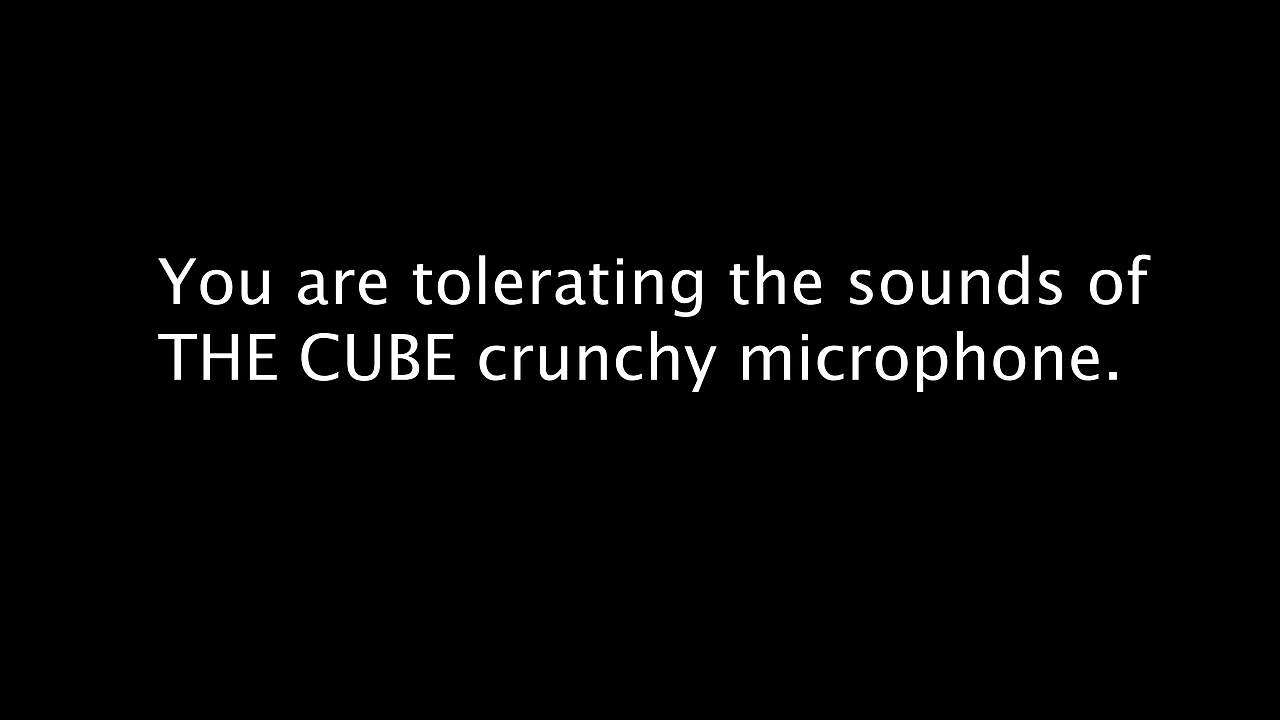 You are tolerating the sounds of
THE CUBE crunchy microphone.